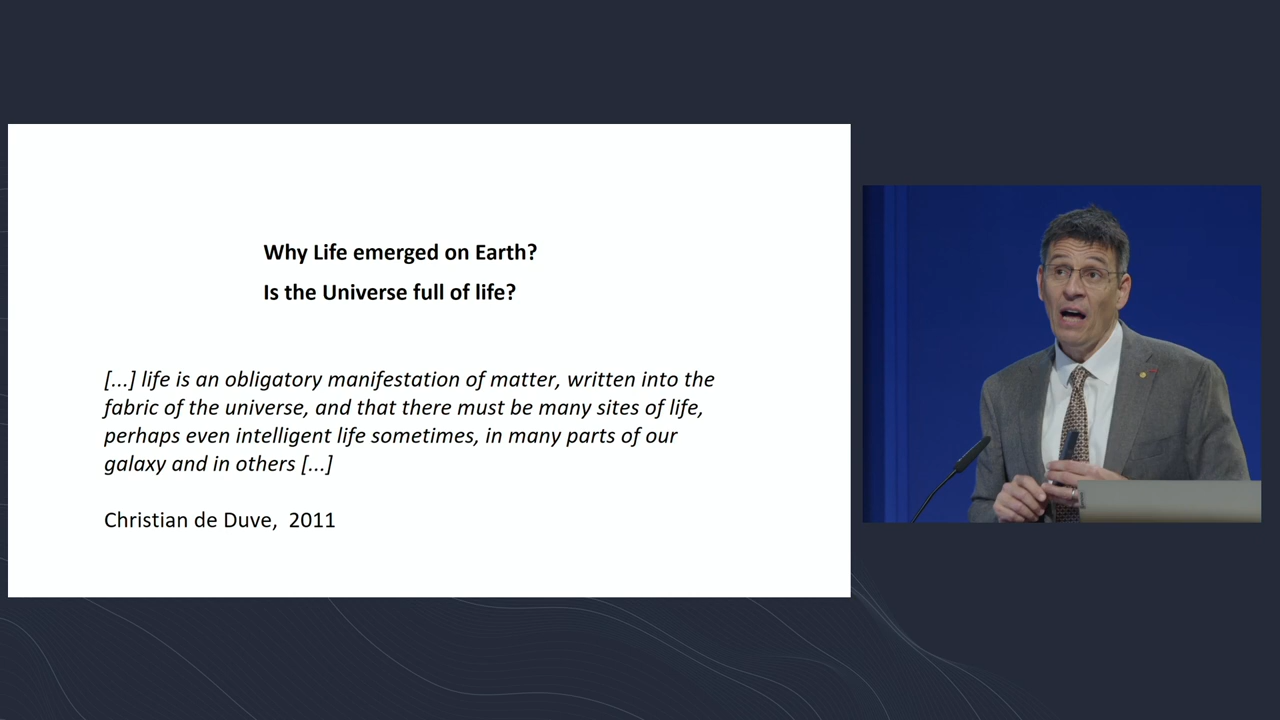 Why Life emerged on Earth?
Is the Universe full of life?
[...] life is an obligatory manifestation of matter, written into the
fabric of the universe, and that there must be many sites of life,
perhaps even intelligent life sometimes, in many parts of our
galaxy and in others [...]
Christian de Duve,  2011